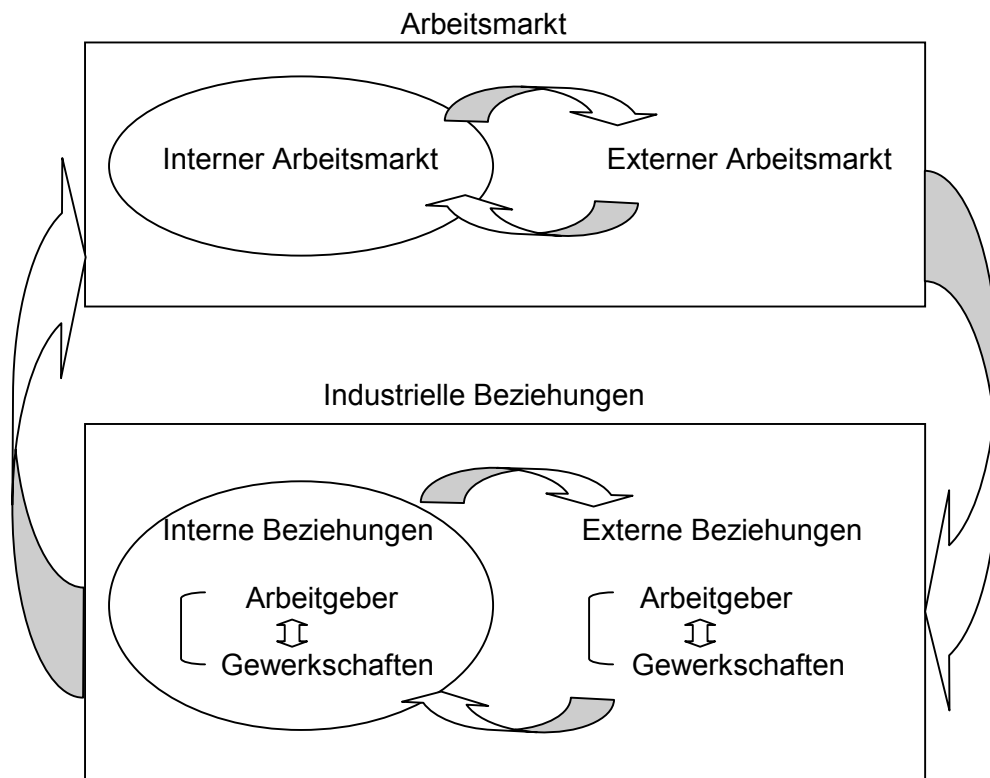 Arbeitsmarkt
Interner Arbeitsmarkt
Externer Arbeitsmarkt
Industrielle Beziehungen
Interne Beziehungen
Externe Beziehungen
Arbeitgeber
Arbeitgeber
Gewerkschaften
Gewerkschaften